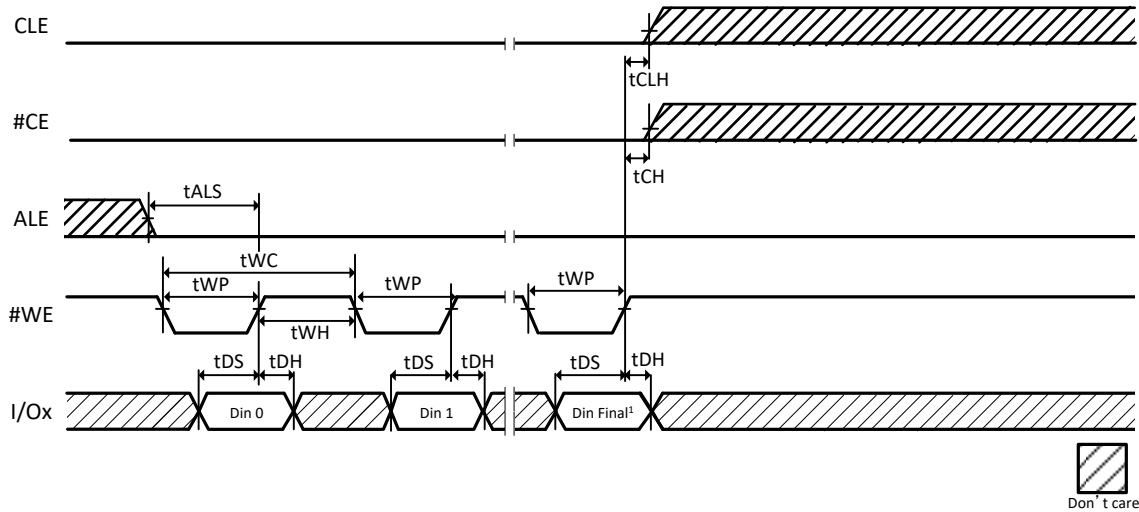 CLE
tCLH
#CE
tCH
tALS
ALE
tWC
tWP
tWP
tWP
#WE
tWH
tDS
tDH
tDS
tDH
tDS
tDH
I/Ox
Din 0
Din 1
Din Final¹
Don't care